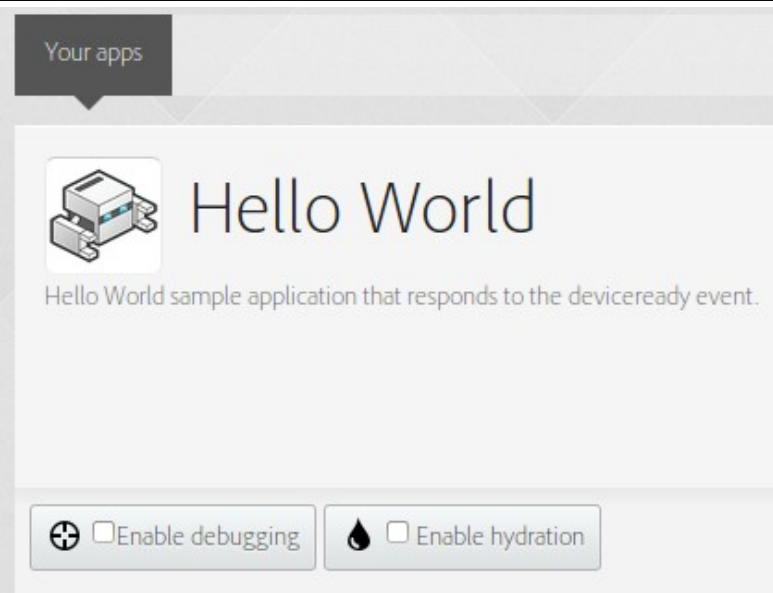 Your apps
Hello World
Hello World sample application that responds to the deviceready event.
Enable debugging
Enable hydration